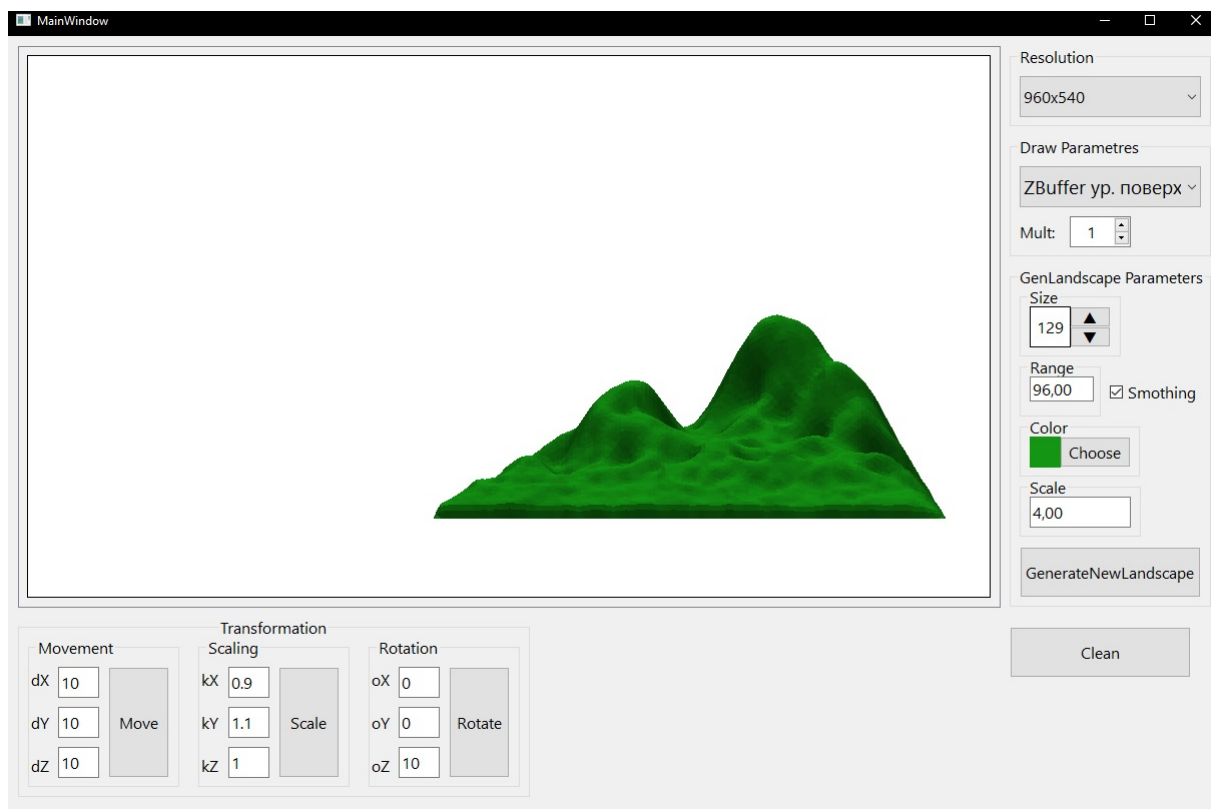 MainWindow
Resolution
960x540
Draw Parametres
ZBuffer ур. поверх
Mult: 1
GenLandscape Parameters
Size
129
Range
96,00 Smothing
Color
Choose
Scale
4,00
GenerateNewLandscape
Clean
Transformation
Movement Scaling Rotation
dX 10 kX 0.9 oX 0
dY 10 Move kY 1.1 Scale oY 0 Rotate
dZ 10 kZ 1 oZ 10